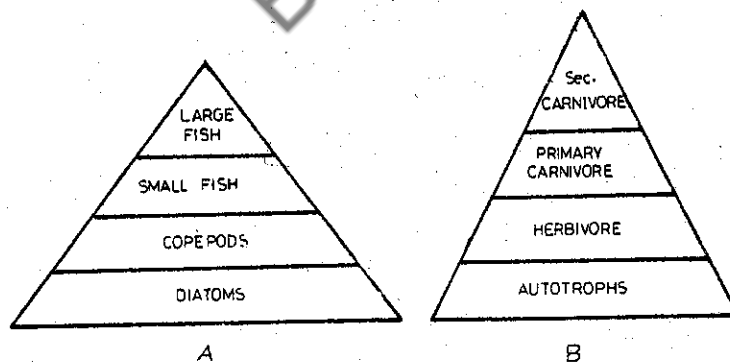 LARGE
FISH
SMALL FISH
COPEPODS
DIATOMS
A
Sec.
CARNIVORE
PRIMARY
CARNIVORE
HERBIVORE
AUTOTROPHS
B